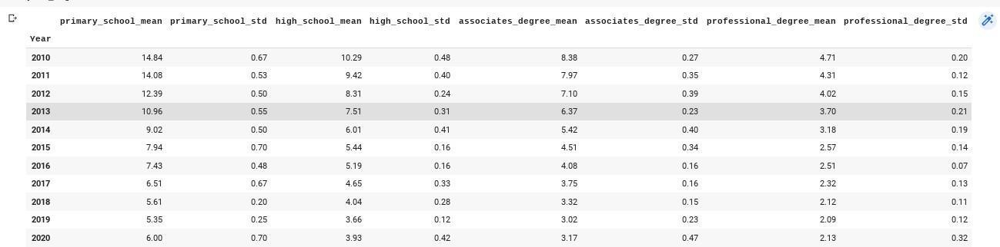 primary_school_mean primary_school_std high_school_mean high_school_std associates_degree_mean associates_degree_std professional_degree_mean professional_degree_std
Year
2010 14.84 0.67 10.29 0.48 8.38 0.27 4.71 0.20
2011 14.08 0.53 9.42 0.40 7.97 0.35 4.31 0.12
2012 12.39 0.50 8.31 0.24 7.10 0.39 4.02 0.15
2013 10.96 0.55 7.51 0.31 6.37 0.23 3.70 0.21
2014 9.02 0.50 6.01 0.41 5.42 0.40 3.18 0.19
2015 7.94 0.70 5.44 0.16 4.51 0.34 2.57 0.14
2016 7.43 0.48 5.19 0.16 4.08 0.16 2.51 0.07
2017 6.51 0.67 4.65 0.33 3.75 0.16 2.32 0.13
2018 5.61 0.20 4.04 0.28 3.32 0.15 2.12 0.11
2019 5.35 0.25 3.66 0.12 3.02 0.23 2.09 0.12
2020 6.00 0.70 3.93 0.42 3.17 0.47 2.13 0.32